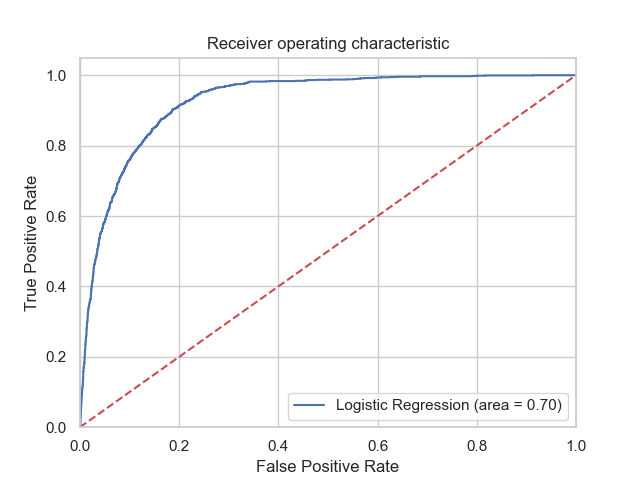 Receiver operating characteristic
1.0
0.8
0.6
0.4
0.2
0.0
True Positive Rate
0.0 0.2 0.4 0.6 0.8 1.0
False Positive Rate
Logistic Regression (area = 0.70)